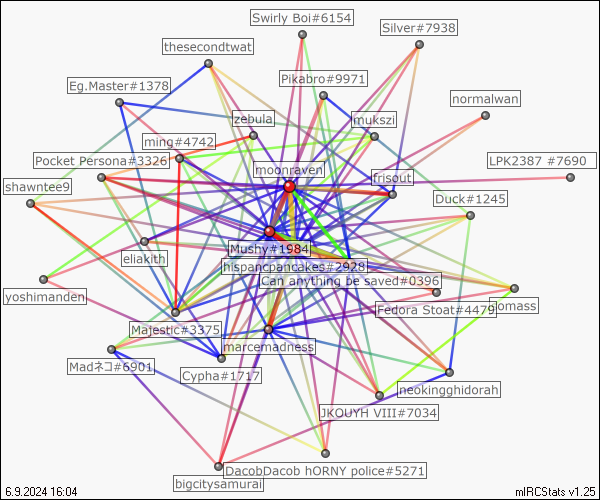 Swirly Boi#6154
Silver#7938
thesecondtwat
Pikabro#9971
Eg.Master#1378
normalwan
zebula
mukszi
ming#4742
Pocket Persona#3326
LPK2387 #7690
moonraven
frisout
shawntee9
Duck#1245
Mushy#1984
eliakith
hispancpancakes#2928
Can anything be saved#0396
yoshimanden
Fedora Stoat#4479
Majestic#3375
marcemadness
Madネコ#6901
Cypha#1717
neokingghidorah
JKOUYH VIII#7034
DacobDacob hORNY police#5271
bigcitysamurai
6.9.2024 16:04
mIRCStats v1.25